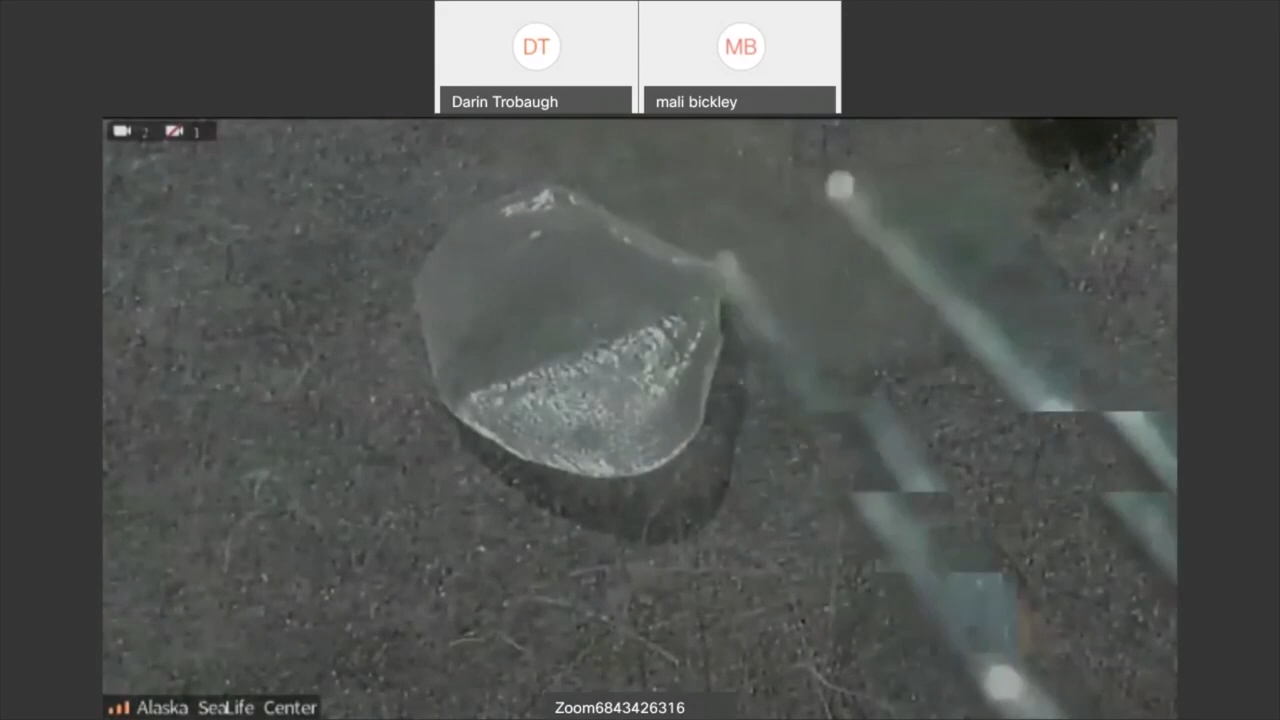 DT
MB
Darin Trobaugh
mali bickley
2
1
Alaska SeaLife Center
Zoom6843426316